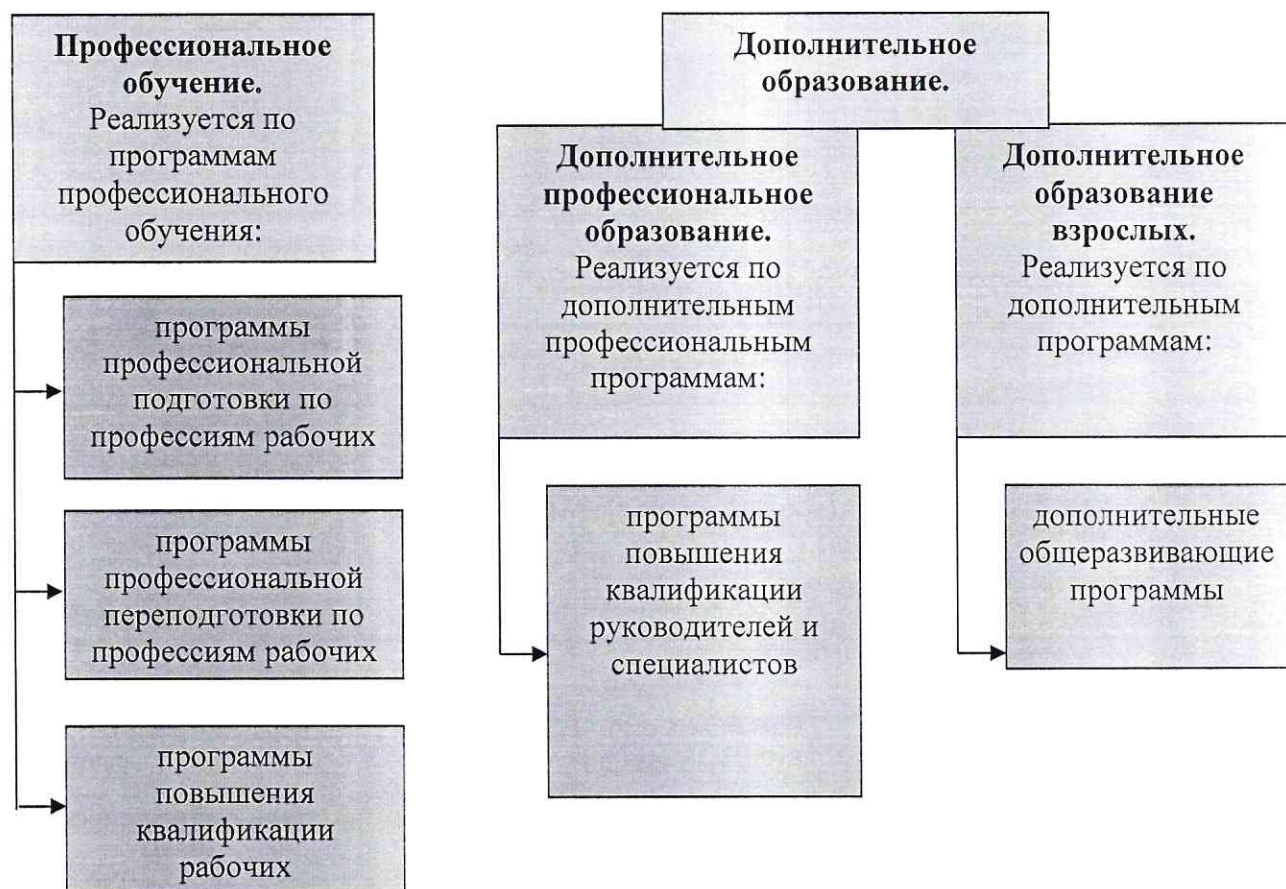 Профессиональное
обучение.
Реализуется по
программам
профессионального
обучения:
программы
профессиональной
подготовки по
профессиям рабочих
программы
профессиональной
переподготовки по
профессиям рабочих
программы
повышения
квалификации
рабочих
Дополнительное
образование.
Дополнительное
профессиональное
образование.
Реализуется по
дополнительным
профессиональным
программам:
программы
повышения
квалификации
руководителей и
специалистов
Дополнительное
образование
взрослых.
Реализуется по
дополнительным
программам:
дополнительные
общеразвивающие
программы